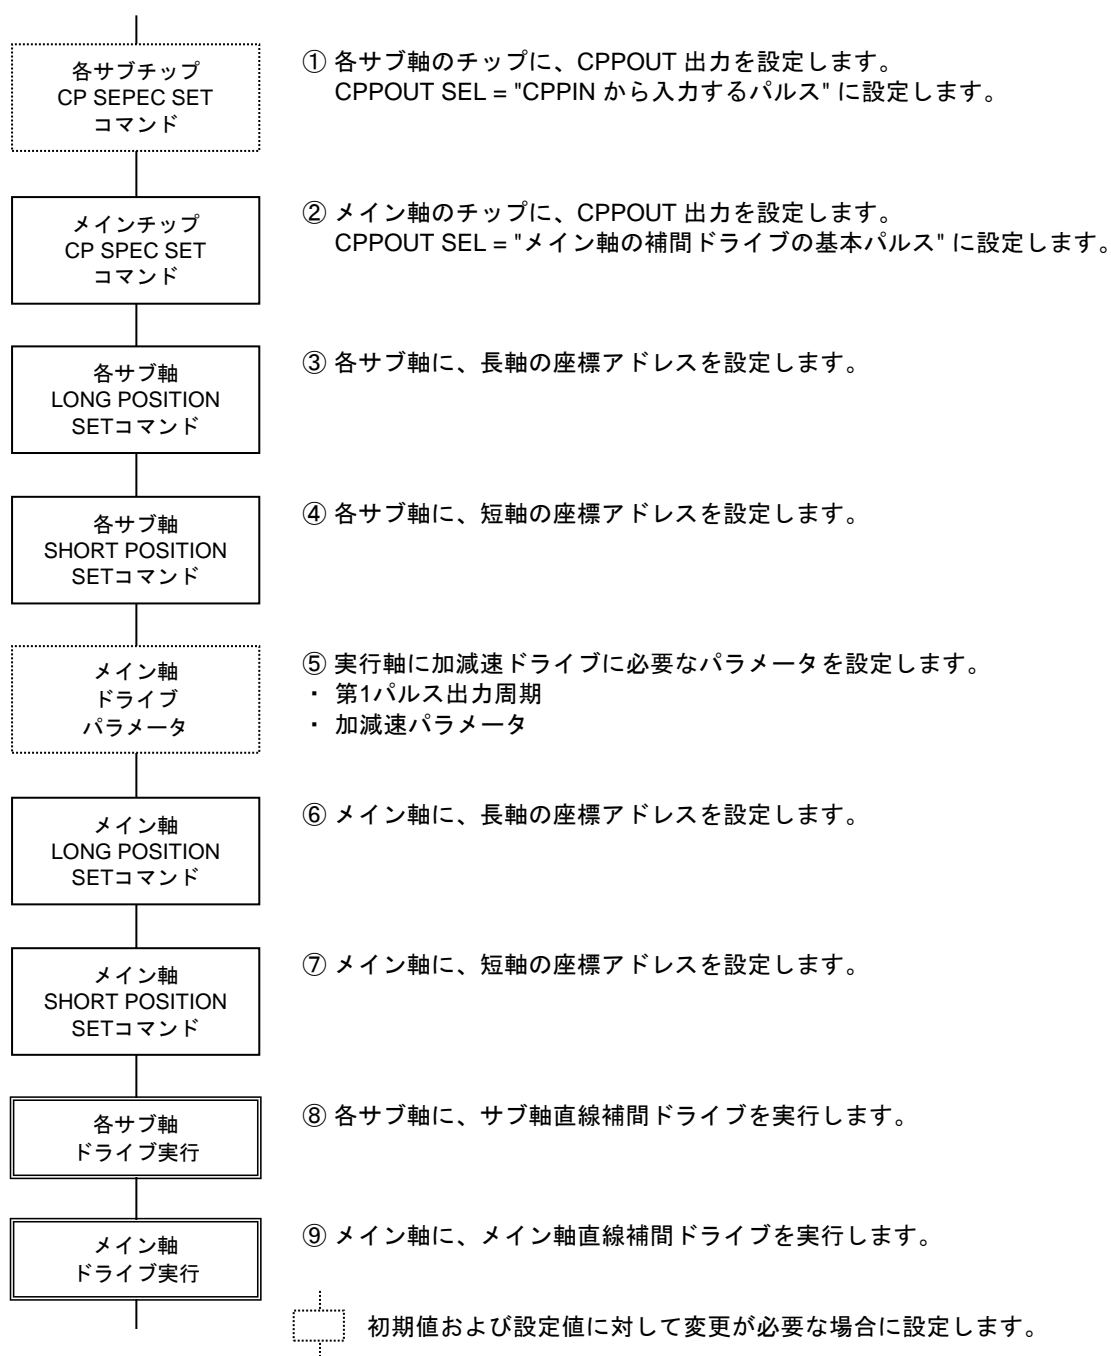 各サブチップ
CP SEPEC SET
コマンド
① 各サブ軸のチップに、CPPOUT 出力を設定します。
CPPOUT SEL = "CPPIN から入力するパルス" に設定します。
メインチップ
CP SPEC SET
コマンド
② メイン軸のチップに、CPPOUT 出力を設定します。
CPPOUT SEL = "メイン軸の補間ドライブの基本パルス" に設定します。
各サブ軸
LONG POSITION
SETコマンド
③ 各サブ軸に、長軸の座標アドレスを設定します。
各サブ軸
SHORT POSITION
SETコマンド
④ 各サブ軸に、短軸の座標アドレスを設定します。
メイン軸
ドライブ
パラメータ
⑤ 実行軸に加減速ドライブに必要なパラメータを設定します。
・ 第1パルス出力周期
・ 加減速パラメータ
メイン軸
LONG POSITION
SETコマンド
⑥ メイン軸に、長軸の座標アドレスを設定します。
メイン軸
SHORT POSITION
SETコマンド
⑦ メイン軸に、短軸の座標アドレスを設定します。
各サブ軸
ドライブ実行
⑧ 各サブ軸に、サブ軸直線補間ドライブを実行します。
メイン軸
ドライブ実行
⑨ メイン軸に、メイン軸直線補間ドライブを実行します。
初期値および設定値に対して変更が必要な場合に設定します。